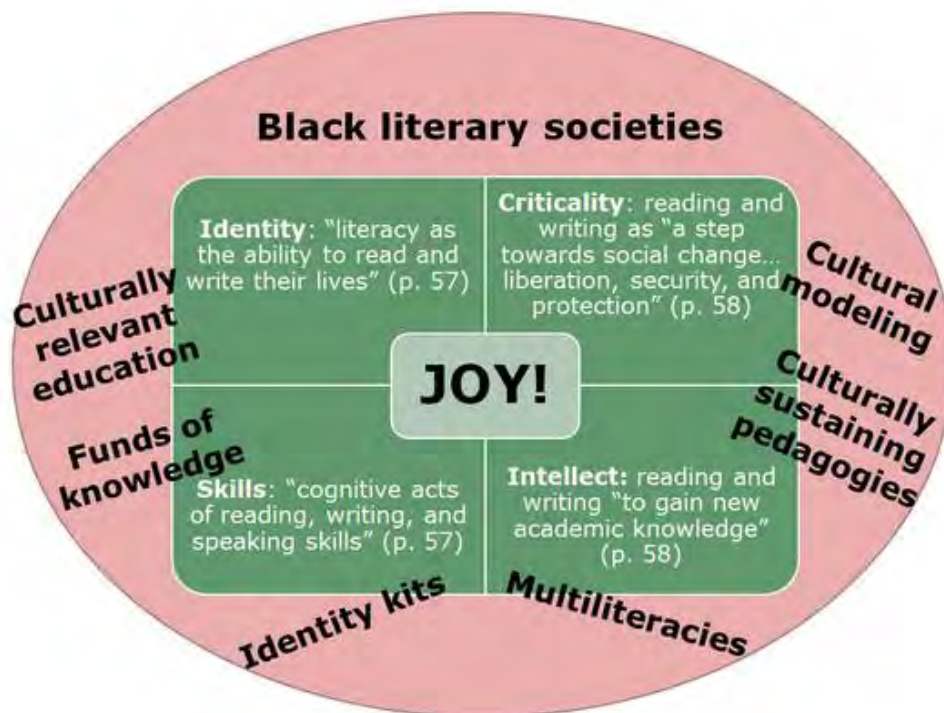 Black literary societies
Identity: “literacy as
the ability to read and
write their lives” (p. 57)
Criticality: reading and
writing as “a step
towards social change…
liberation, security, and
protection” (p. 58)
Culturally
relevant
education
Cultural
modeling
JOY!
Culturally
sustaining
pedagogies
Funds of
knowledge
Skills: “cognitive acts
of reading, writing, and
speaking skills” (p. 57)
Intellect: reading and
writing “to gain new
academic knowledge”
(p. 58)
Identity kits
Multiliteracies